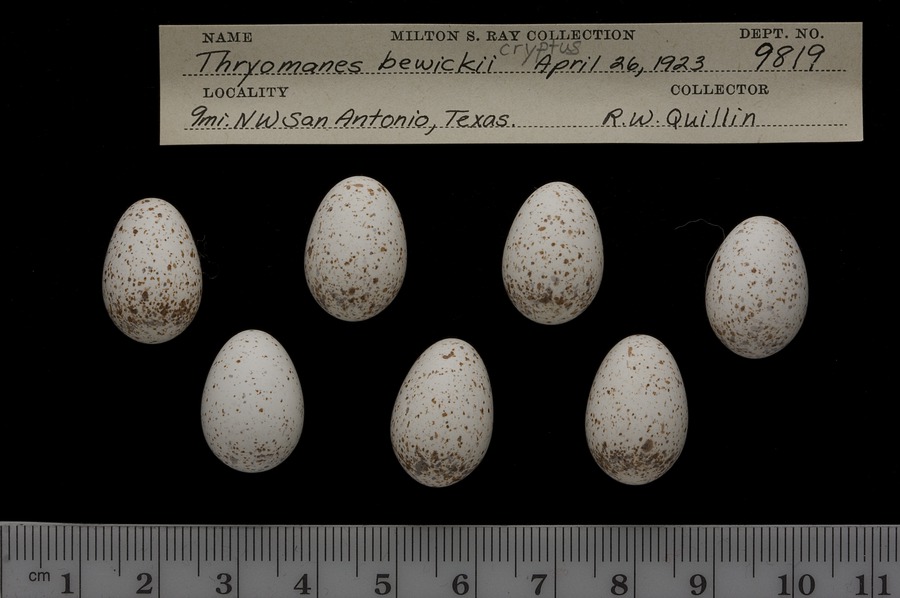 NAME MILTON S. RAY COLLECTION DEPT. NO.
cryptus
Thryomanes bewickii April 26, 1923 9819
LOCALITY COLLECTOR
9mi. NW San Antonio, Texas. R.W. Quillin
cm 1 2 3 4 5 6 7 8 9 10 11